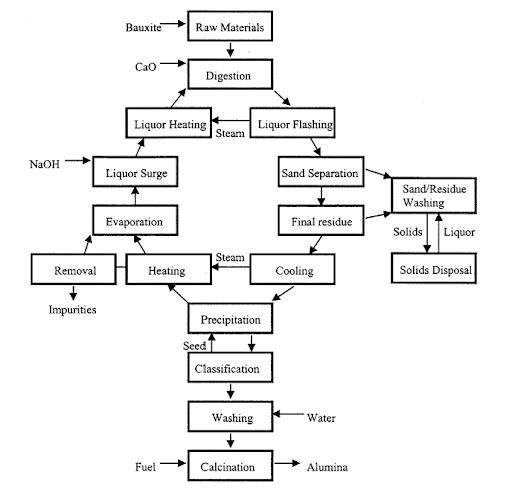 Bauxite
Raw Materials
CaO
Digestion
Liquor Heating
Steam
Liquor Flashing
NaOH
Liquor Surge
Sand Separation
Sand/Residue
Washing
Evaporation
Final residue
Solids
Liquor
Removal
Heating
Steam
Cooling
Solids Disposal
Impurities
Precipitation
Seed
Classification
Washing
Water
Fuel
Calcination
Alumina